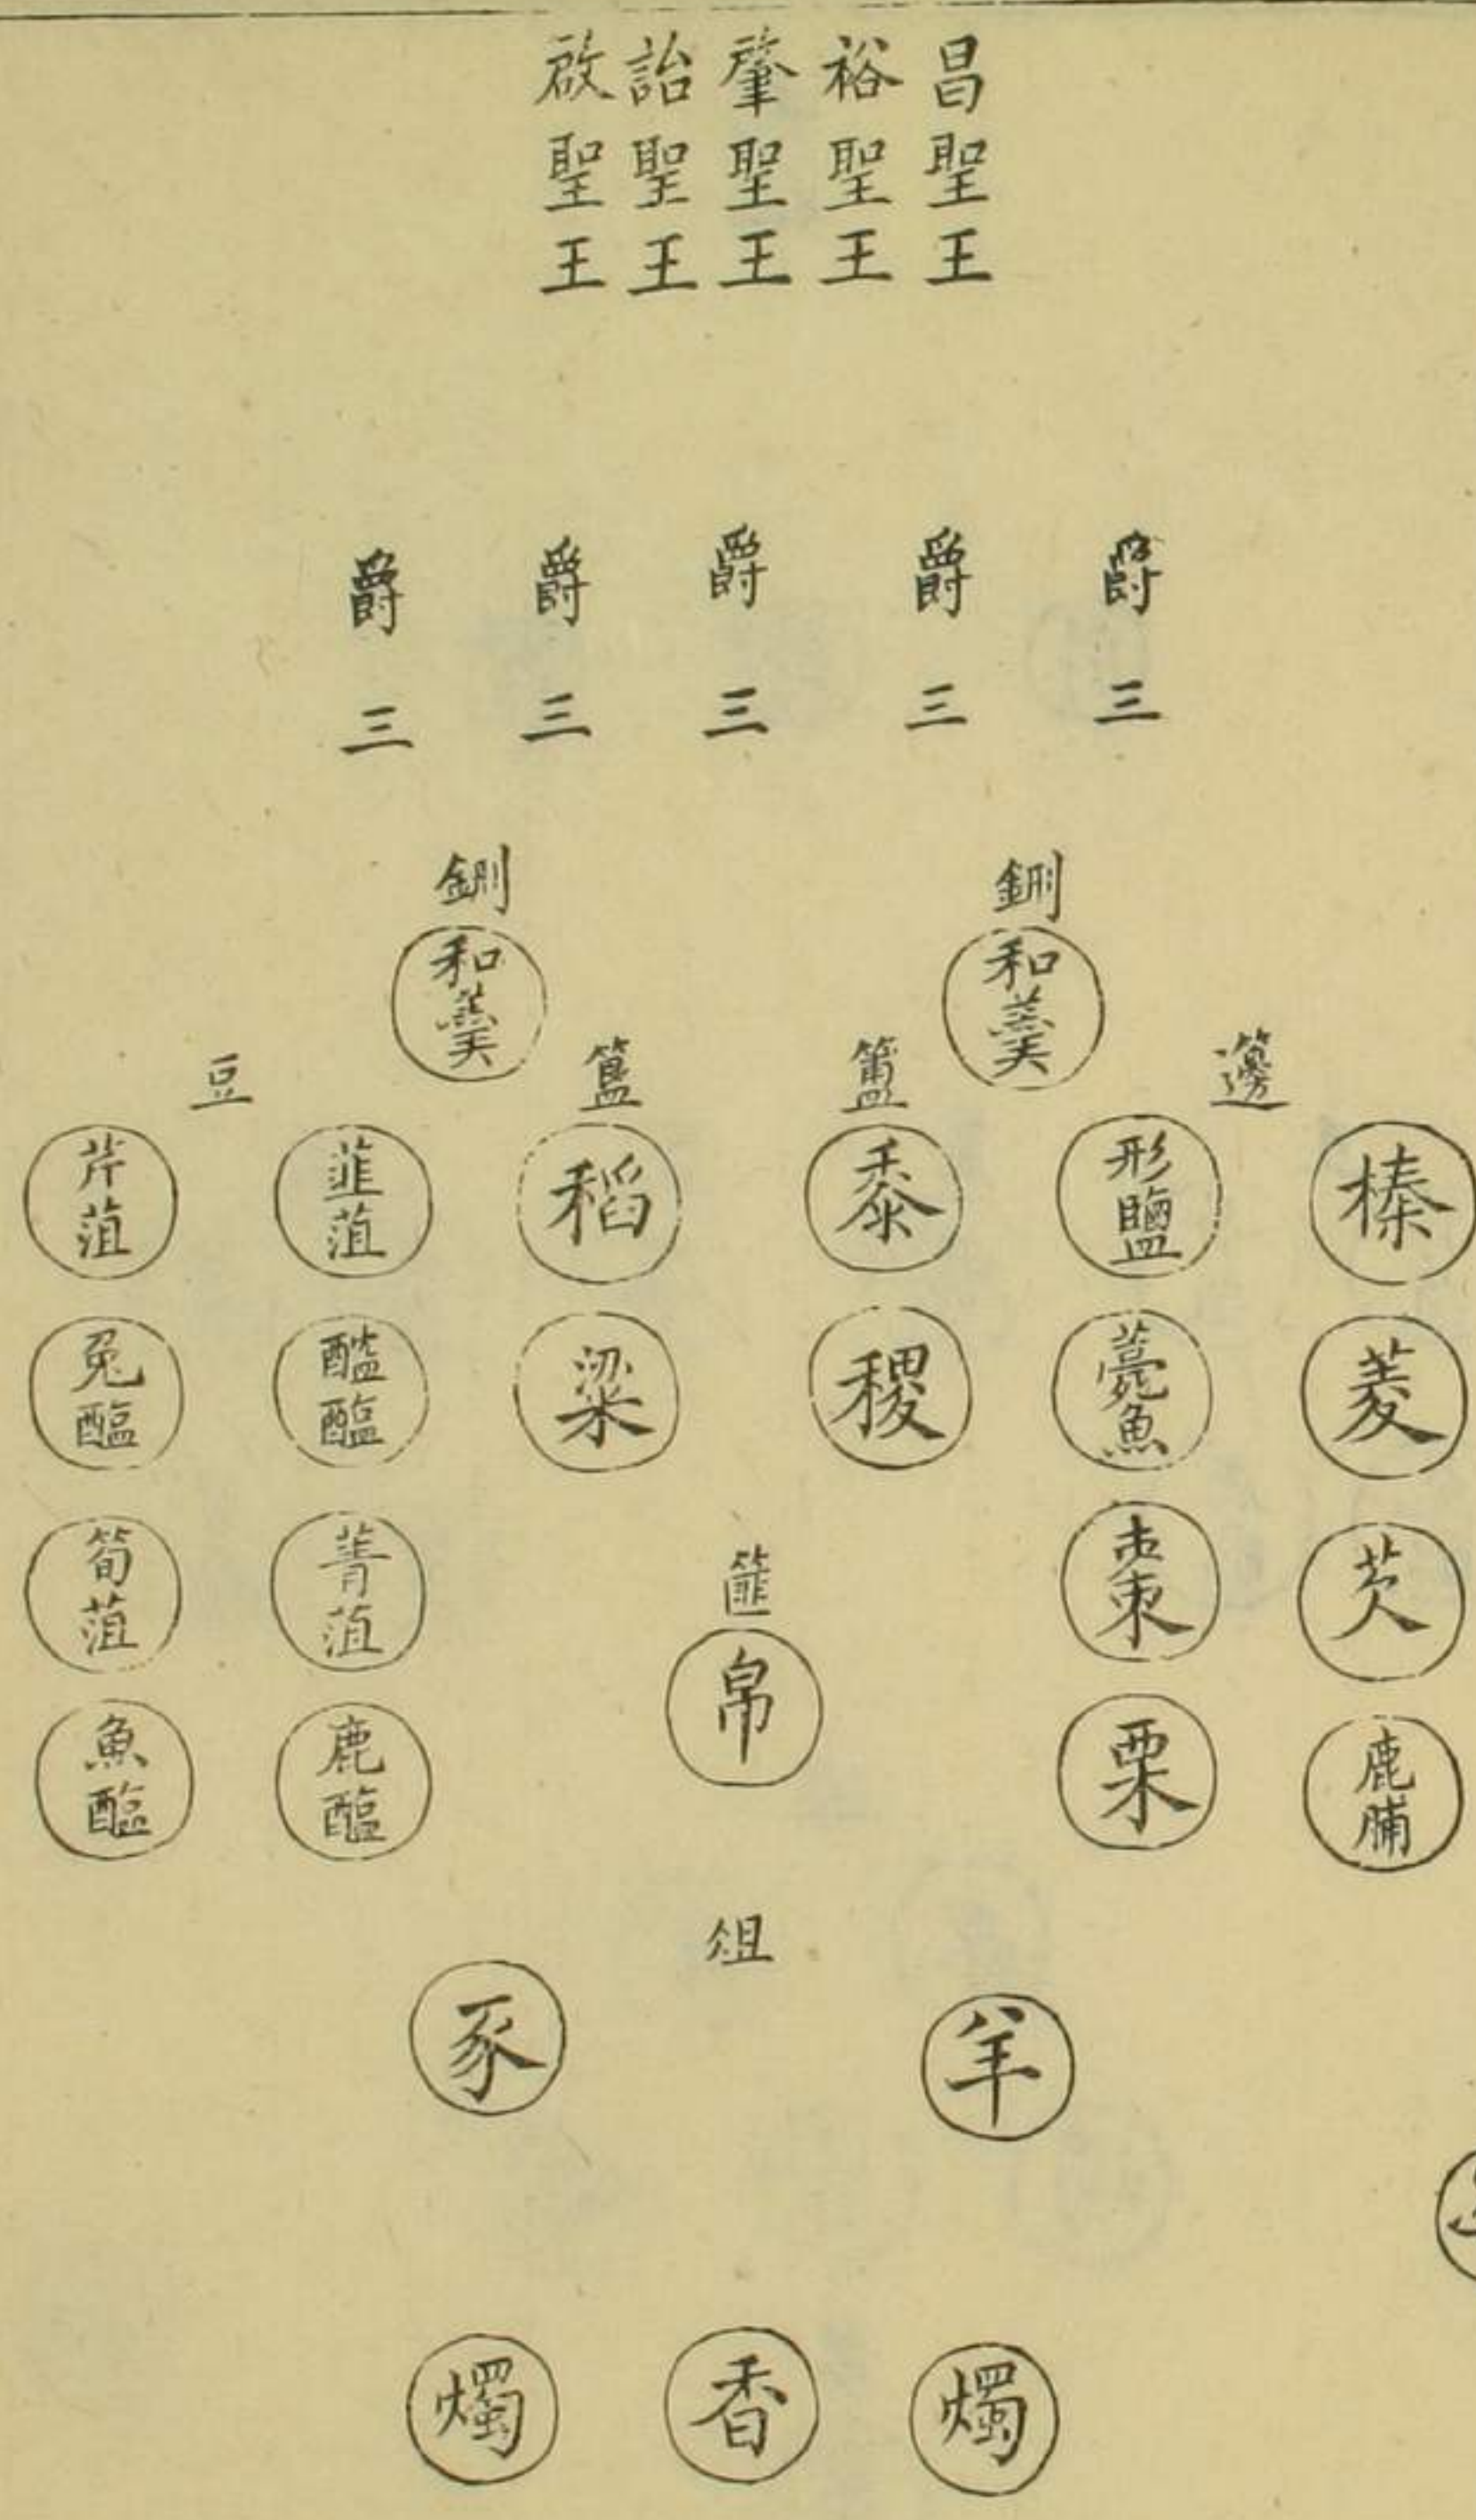 昌聖王
裕聖王
肇聖王
詒聖王
啟聖王
爵三
爵三
爵三
爵三
爵三
鉶
和羹
鉶
和羹
籩
榛
菱
芡
鹿脯
形鹽
薧魚
棗
栗
簠
黍
稷
簋
稻
粱
豆
韭菹
醓醢
菁菹
鹿醢
芹菹
兔醢
筍菹
魚醢
篚
帛
俎
羊
豕
燭
香
燭